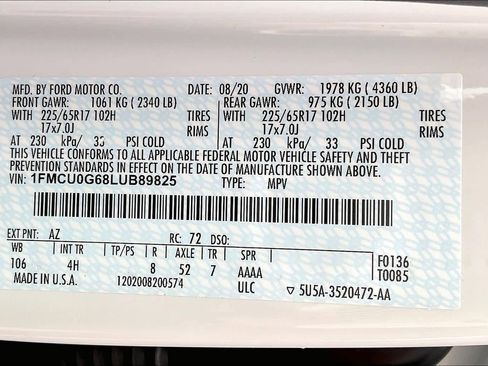 MFD. BY FORD MOTOR CO. DATE: 08/20 GVWR: 1978 KG ( 4360 LB)
FRONT GAWR: 1061 KG ( 2340 LB) REAR GAWR: 975 KG ( 2150 LB)
WITH 225/65R17 102H TIRES WITH 225/65R17 102H TIRES
17x7.0J RIMS 17x7.0J RIMS
AT 230 kPa/ 33 PSI COLD AT 230 kPa/ 33 PSI COLD
THIS VEHICLE CONFORMS TO ALL APPLICABLE FEDERAL MOTOR VEHICLE SAFETY AND THEFT
PREVENTION STANDARDS IN EFFECT ON THE DATE OF MANUFACTURE SHOWN ABOVE.
VIN: 1FMCU0G68LUB89825 TYPE: MPV
EXT PNT: AZ RC: 72 DSO:
WB INT TR TP/PS R AX TR SPR F0136
106 4H 8 52 7 AAAA T0085
MADE IN U.S.A. 1202008200574 ULC ▽ 5U5A-3520472-AA